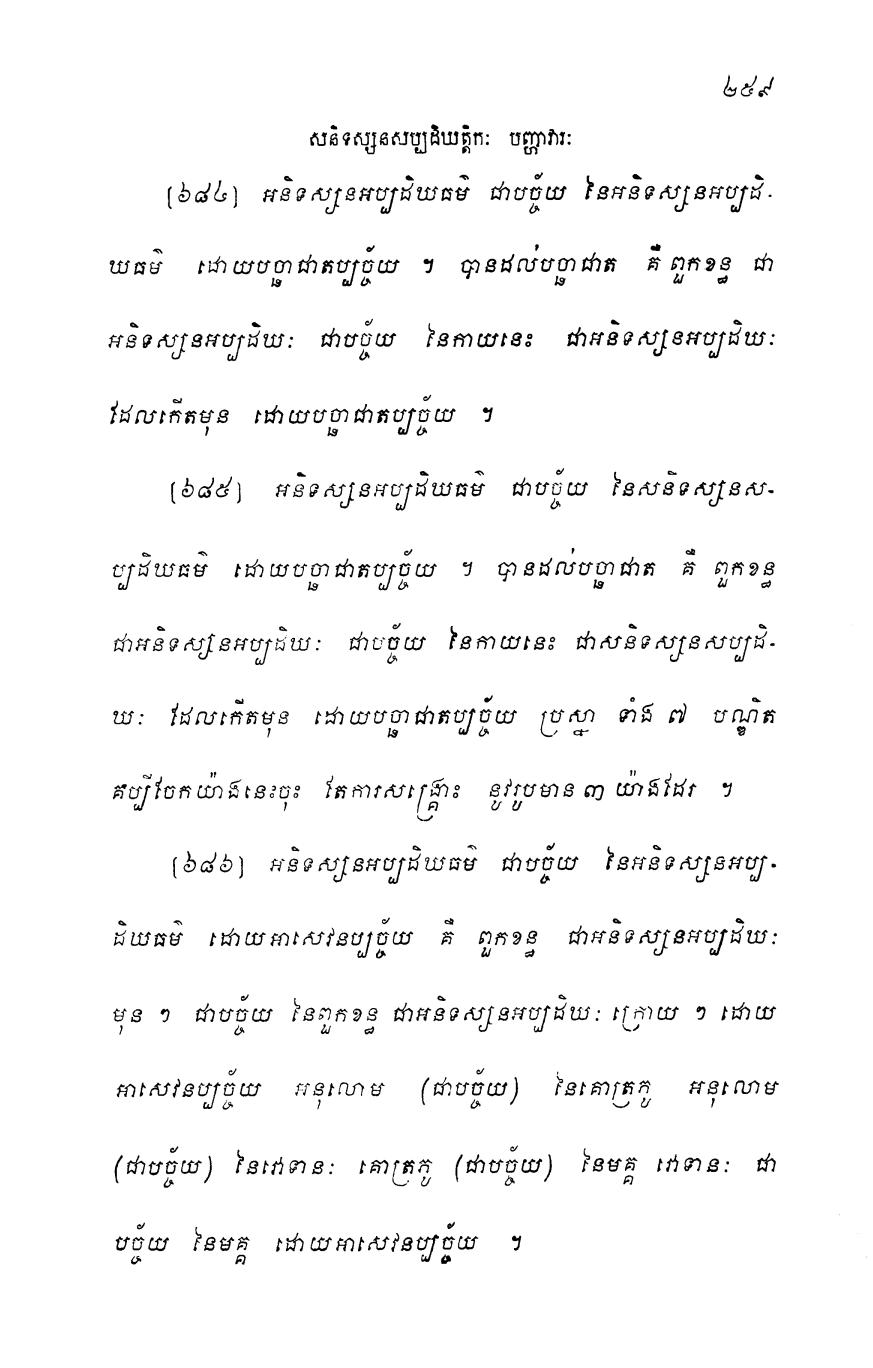 ២៥៩
សនិទស្សនសប្បដិឃត្តិកៈ បញ្ហាវារៈ
[៦៨៤] អនិទស្សនអប្បដិឃធម៌ ជាបច្ច័យ នៃអនិទស្សនអប្បដិ-
ឃធម៌ ដោយបច្ឆាជាតប្បច្ច័យ ។ បានដល់បច្ឆាជាត គឺ ពួកខន្ធ ជា
អនិទស្សនអប្បដិឃៈ ជាបច្ច័យ នៃកាយនេះ ជាអនិទស្សនអប្បដិឃៈ
ដែលកើតមុន ដោយបច្ឆាជាតប្បច្ច័យ ។
[៦៨៥] អនិទស្សនអប្បដិឃធម៌ ជាបច្ច័យ នៃសនិទស្សនស-
ប្បដិឃធម៌ ដោយបច្ឆាជាតប្បច្ច័យ ។ បានដល់បច្ឆាជាត គឺ ពួកខន្ធ
ជាអនិទស្សនអប្បដិឃៈ ជាបច្ច័យ នៃកាយនេះ ជាសនិទស្សនសប្បដិ-
ឃៈ ដែលកើតមុន ដោយបច្ឆាជាតប្បច្ច័យ ប្រស្នា ទាំង ៧ បណ្ឌិត
គប្បីចែកយ៉ាងនេះចុះ តែការសង្គ្រោះ នូវរូបមាន ៣ យ៉ាងដែរ ។
[៦៨៦] អនិទស្សនអប្បដិឃធម៌ ជាបច្ច័យ នៃអនិទស្សនអប្ប-
ដិឃធម៌ ដោយអាសេវនប្បច្ច័យ គឺ ពួកខន្ធ ជាអនិទស្សនអប្បដិឃៈ
មុន ៗ ជាបច្ច័យ នៃពួកខន្ធ ជាអនិទស្សនអប្បដិឃៈ ក្រោយ ៗ ដោយ
អាសេវនប្បច្ច័យ អនុលោម (ជាបច្ច័យ) នៃគោត្រភូ អនុលោម
(ជាបច្ច័យ) នៃវោទានៈ គោត្រភូ (ជាបច្ច័យ) នៃមគ្គ វោទានៈ ជា
បច្ច័យ នៃមគ្គ ដោយអាសេវនប្បច្ច័យ ។